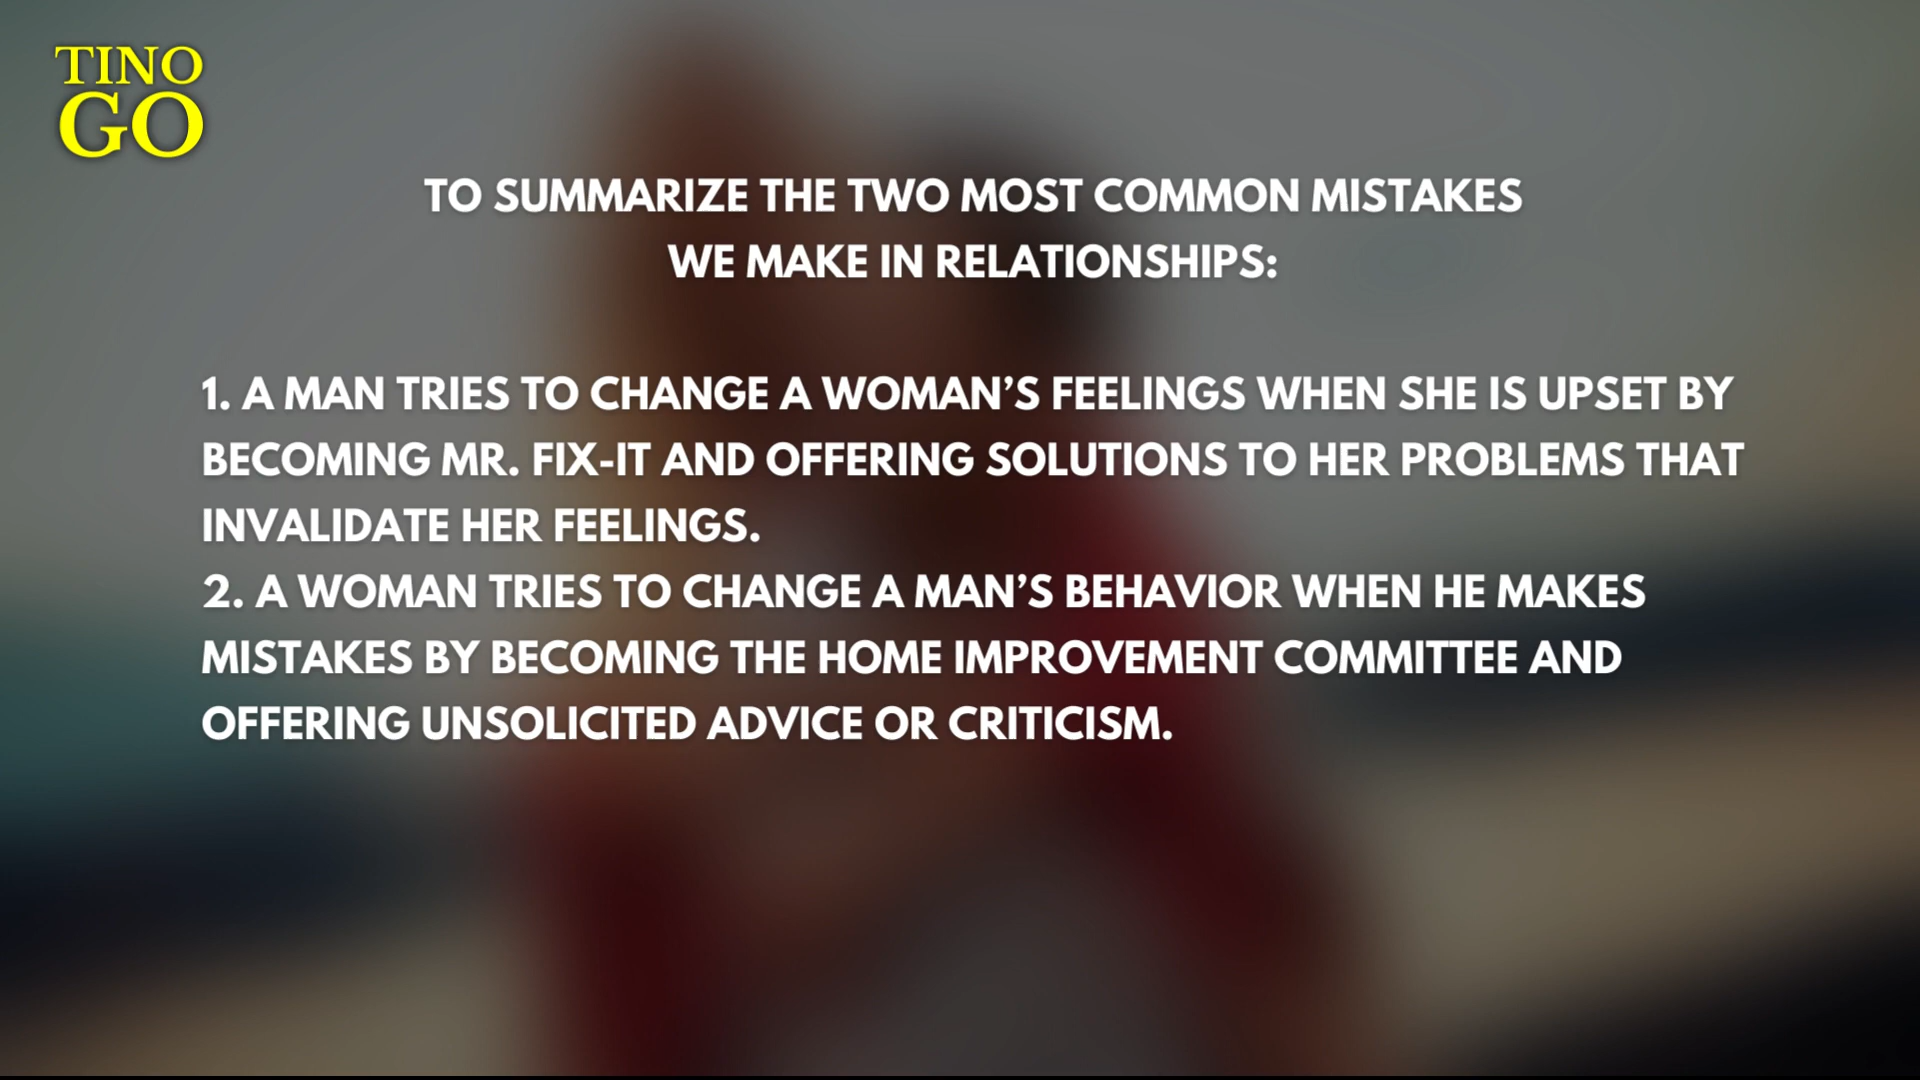 TINO
GO
TO SUMMARIZE THE TWO MOST COMMON MISTAKES
WE MAKE IN RELATIONSHIPS:
1. A MAN TRIES TO CHANGE A WOMAN’S FEELINGS WHEN SHE IS UPSET BY
BECOMING MR. FIX-IT AND OFFERING SOLUTIONS TO HER PROBLEMS THAT
INVALIDATE HER FEELINGS.
2. A WOMAN TRIES TO CHANGE A MAN’S BEHAVIOR WHEN HE MAKES
MISTAKES BY BECOMING THE HOME IMPROVEMENT COMMITTEE AND
OFFERING UNSOLICITED ADVICE OR CRITICISM.